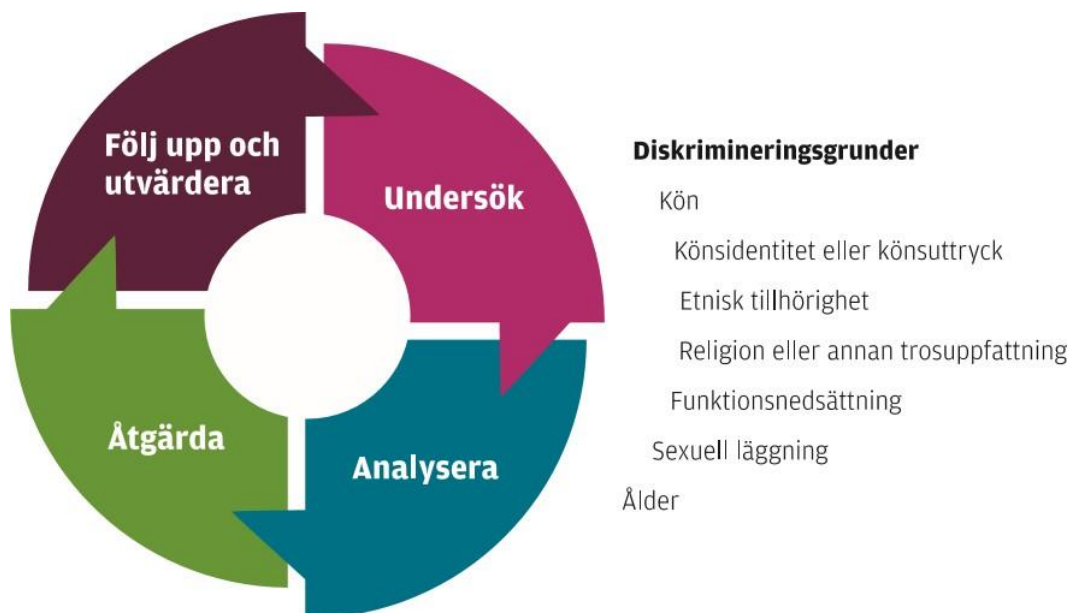 Följ upp och
utvärdera
Undersök
Analysera
Åtgärda
Diskrimineringsgrunder
Kön
Könsidentitet eller könsuttryck
Etnisk tillhörighet
Religion eller annan trosuppfattning
Funktionsnedsättning
Sexuell läggning
Ålder